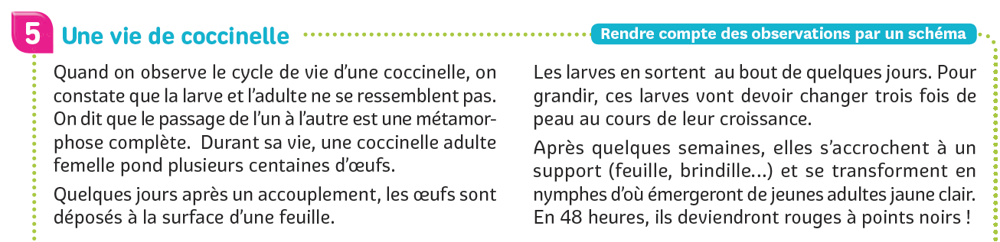 5
Une vie de coccinelle
Rendre compte des observations par un schéma
Quand on observe le cycle de vie d'une coccinelle, on
constate que la larve et l'adulte ne se ressemblent pas.
On dit que le passage de l'un à l'autre est une métamor-
phose complète. Durant sa vie, une coccinelle adulte
femelle pond plusieurs centaines d'œufs.
Quelques jours après un accouplement, les œufs sont
déposés à la surface d'une feuille.
Les larves en sortent au bout de quelques jours. Pour
grandir, ces larves vont devoir changer trois fois de
peau au cours de leur croissance.
Après quelques semaines, elles s'accrochent à un
support (feuille, brindille...) et se transforment en
nymphes d'où émergeront de jeunes adultes jaune clair.
En 48 heures, ils deviendront rouges à points noirs !